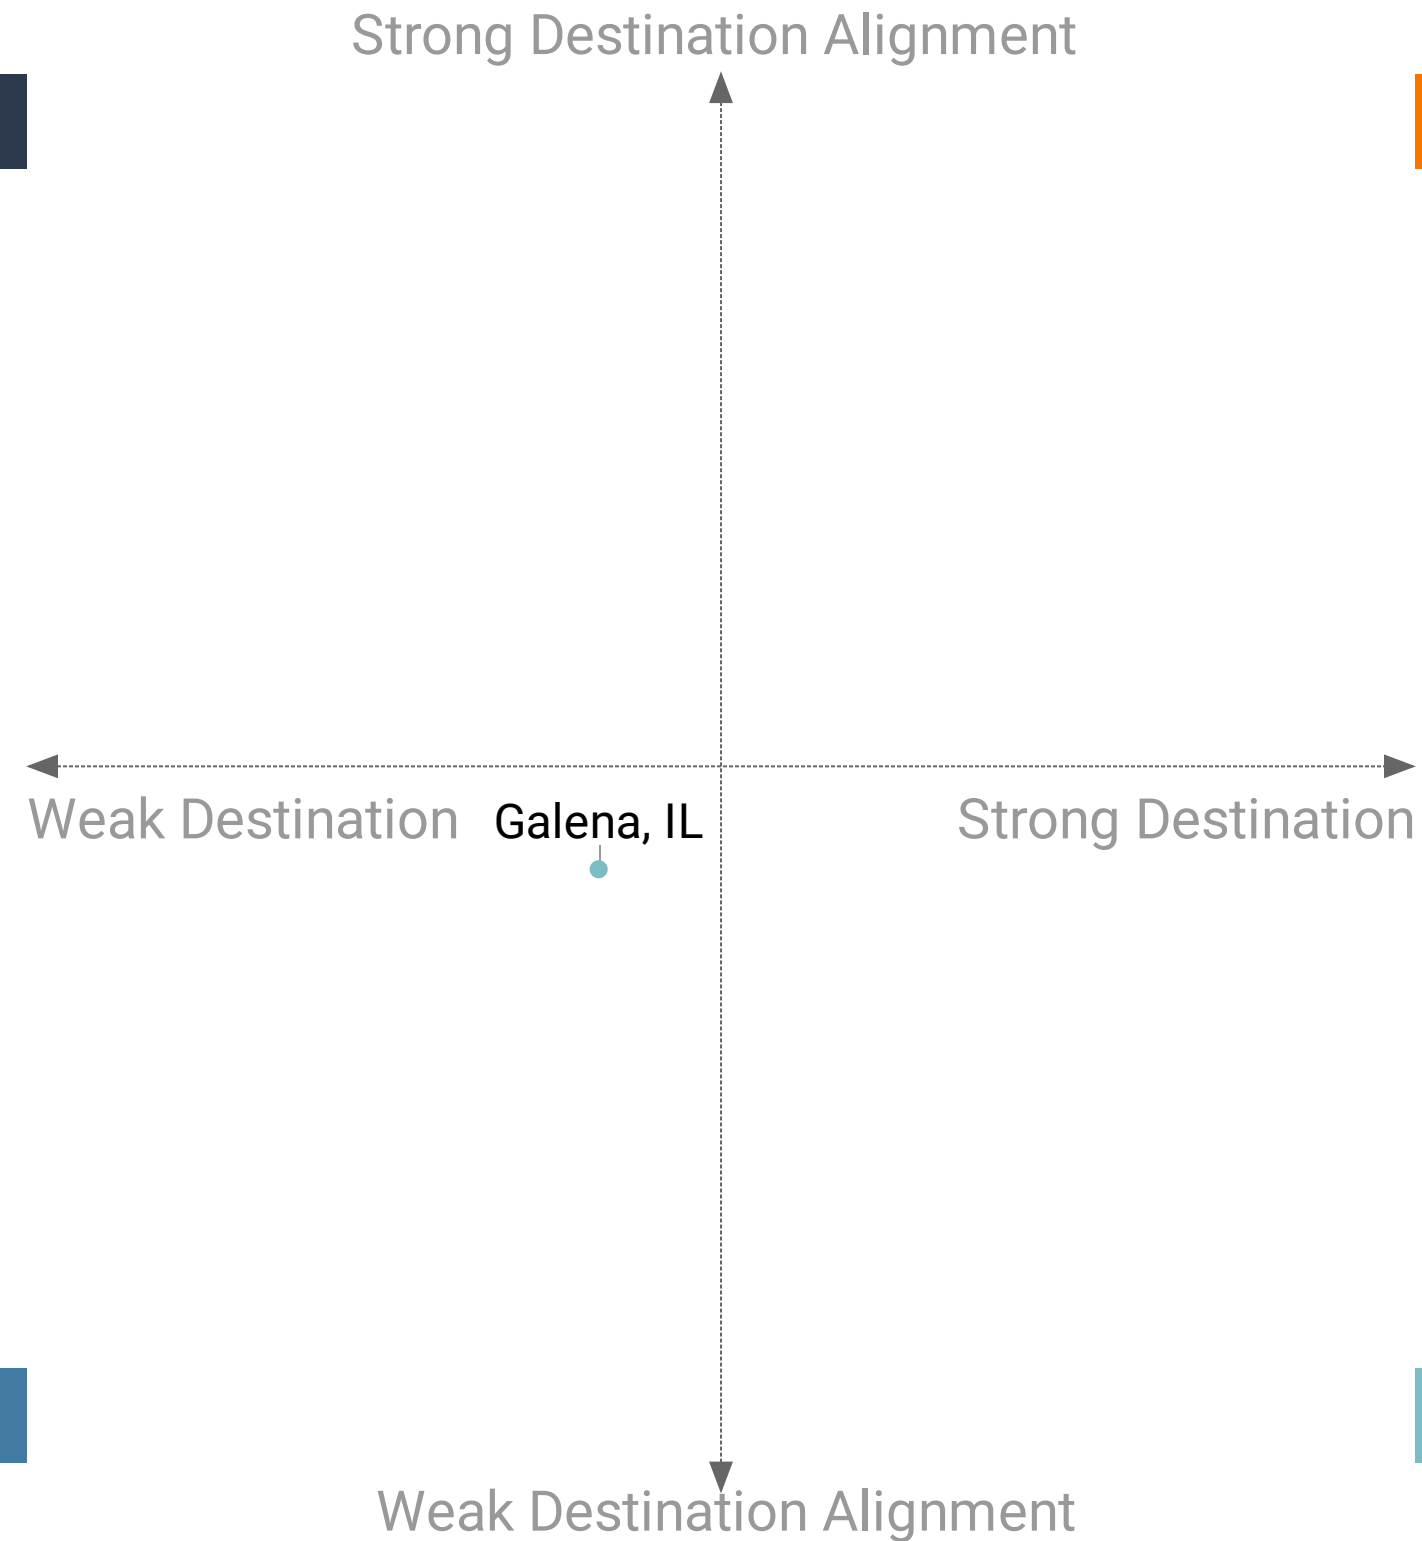 Strong Destination Alignment
Weak Destination
Galena, IL
Strong Destination
Weak Destination Alignment